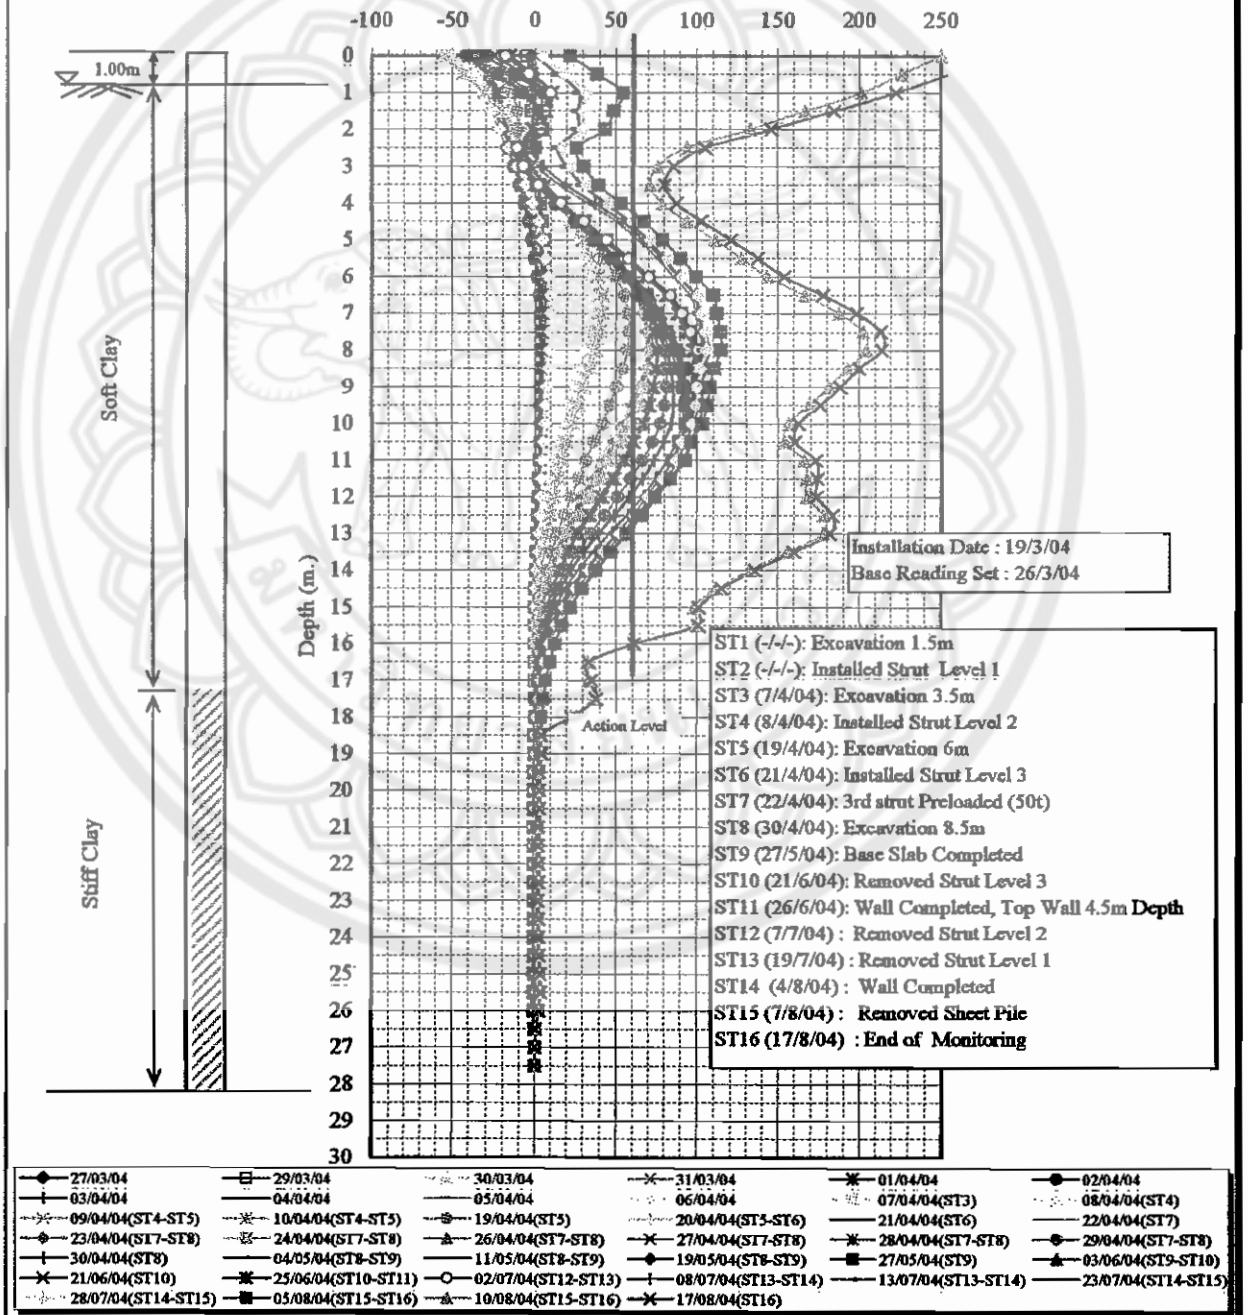 -100 -50 0 50 100 150 200 250
1.00m
0
1
2
3
4
5
6
7
8
9
10
11
12
13
14
15
16
17
18
19
20
21
22
23
24
25
26
27
28
29
30
Depth (m.)
Soft Clay
Stiff Clay
Action Level
Installation Date : 19/3/04
Base Reading Set : 26/3/04
ST1 (-/-/-): Excavation 1.5m
ST2 (-/-/-): Installed Strut Level 1
ST3 (7/4/04): Excavation 3.5m
ST4 (8/4/04): Installed Strut Level 2
ST5 (19/4/04): Excavation 6m
ST6 (21/4/04): Installed Strut Level 3
ST7 (22/4/04): 3rd strut Preloaded (50t)
ST8 (30/4/04): Excavation 8.5m
ST9 (27/5/04): Base Slab Completed
ST10 (21/6/04): Removed Strut Level 3
ST11 (26/6/04): Wall Completed, Top Wall 4.5m Depth
ST12 (7/7/04) : Removed Strut Level 2
ST13 (19/7/04) : Removed Strut Level 1
ST14 (4/8/04) : Wall Completed
ST15 (7/8/04) : Removed Sheet Pile
ST16 (17/8/04) : End of Monitoring
27/03/04 29/03/04 30/03/04 31/03/04 01/04/04 02/04/04
03/04/04 04/04/04 05/04/04 06/04/04 07/04/04(ST3) 08/04/04(ST4)
09/04/04(ST4-ST5) 10/04/04(ST4-ST5) 19/04/04(ST5) 20/04/04(ST5-ST6) 21/04/04(ST6) 22/04/04(ST7)
23/04/04(ST7-ST8) 24/04/04(ST7-ST8) 26/04/04(ST7-ST8) 27/04/04(ST7-ST8) 28/04/04(ST7-ST8) 29/04/04(ST7-ST8)
30/04/04(ST8) 04/05/04(ST8-ST9) 11/05/04(ST8-ST9) 19/05/04(ST8-ST9) 27/05/04(ST9) 03/06/04(ST9-ST10)
21/06/04(ST10) 25/06/04(ST10-ST11) 02/07/04(ST12-ST13) 08/07/04(ST13-ST14) 13/07/04(ST13-ST14) 23/07/04(ST14-ST15)
28/07/04(ST14-ST15) 05/08/04(ST15-ST16) 10/08/04(ST15-ST16) 17/08/04(ST16)